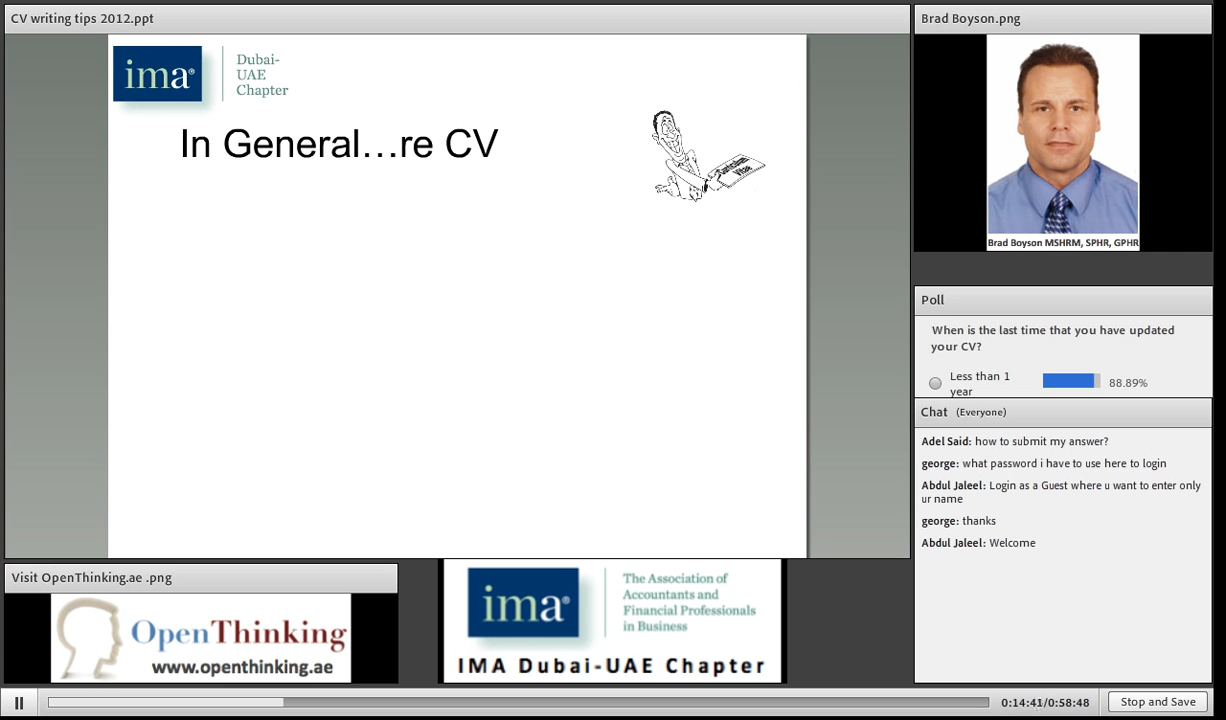 CV writing tips 2012.ppt
ima®
Dubai-
UAE
Chapter
In General...re CV
Curriculum
Vitae
Brad Boyson.png
Brad Boyson MSHRM, SPHR, GPHR
Poll
When is the last time that you have updated
your CV?
Less than 1
year
88.89%
Chat (Everyone)
Adel Said: how to submit my answer?
george: what password i have to use here to login
Abdul Jaleel: Login as a Guest where u want to enter only
ur name
george: thanks
Abdul Jaleel: Welcome
Visit OpenThinking.ae .png
OpenThinking
www.openthinking.ae
ima®
The Association of
Accountants and
Financial Professionals
in Business
IMA Dubai-UAE Chapter
0:14:41/0:58:48
Stop and Save